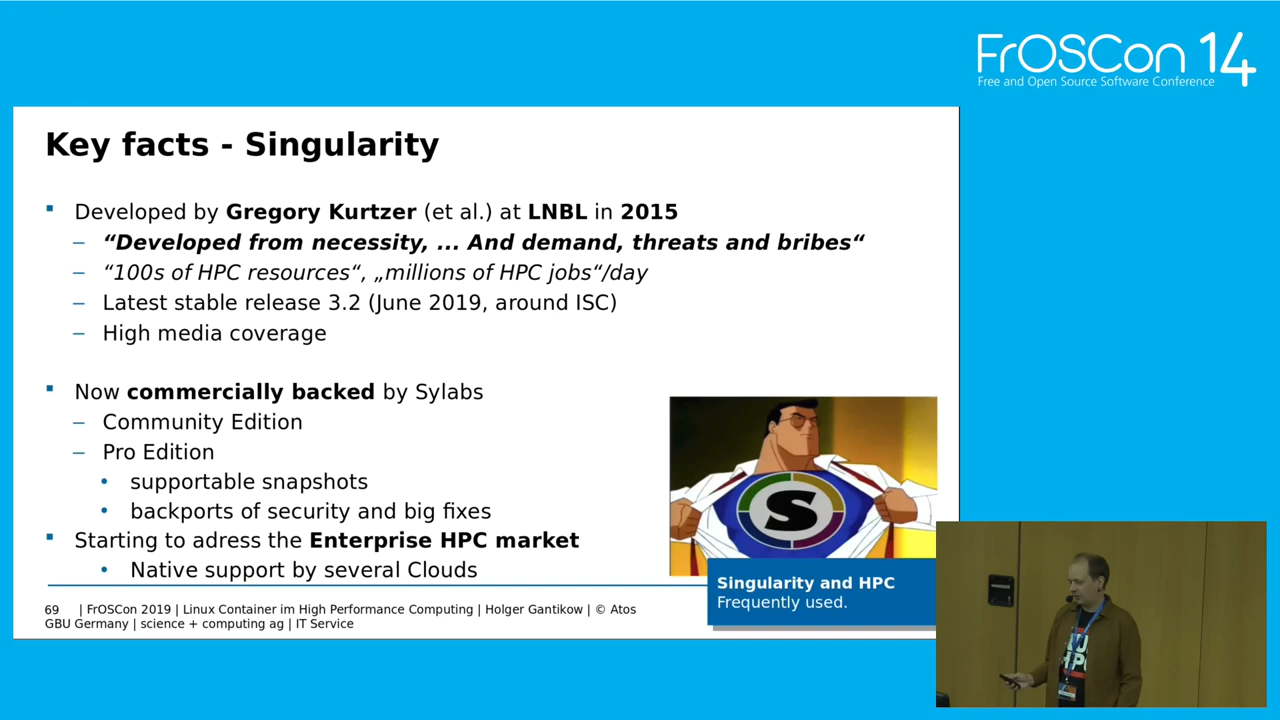 FrOSCon 14
Free and Open Source Software Conference
Key facts - Singularity
Developed by Gregory Kurtzer (et al.) at LNBL in 2015
– “Developed from necessity, ... And demand, threats and bribes“
– “100s of HPC resources“, „millions of HPC jobs“/day
– Latest stable release 3.2 (June 2019, around ISC)
– High media coverage
Now commercially backed by Sylabs
– Community Edition
– Pro Edition
• supportable snapshots
• backports of security and big fixes
Starting to adress the Enterprise HPC market
• Native support by several Clouds
S
Singularity and HPC
Frequently used.
69 | FrOSCon 2019 | Linux Container im High Performance Computing | Holger Gantikow | © Atos
GBU Germany | science + computing ag | IT Service
HPC